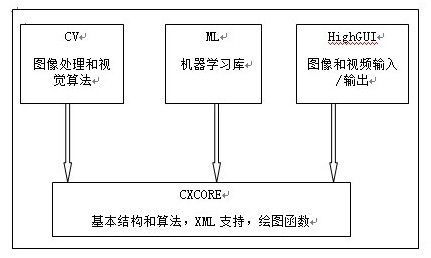 CV
图像处理和视
觉算法
ML
机器学习库
HighGUI
图像和视频输入
/输出
CXCORE
基本结构和算法，XML 支持，绘图函数